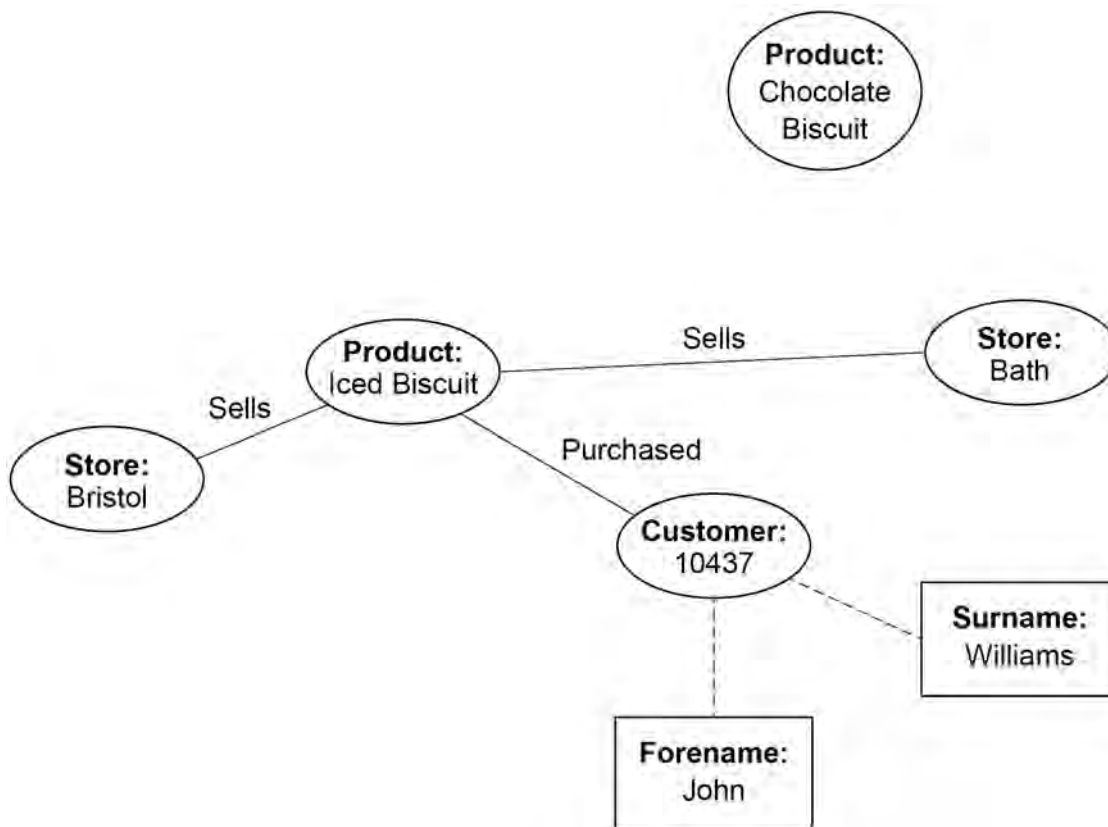 Product:
Chocolate
Biscuit
Sells
Product:
Iced Biscuit
Store:
Bath
Sells
Purchased
Store:
Bristol
Customer:
10437
Surname:
Williams
Forename:
John